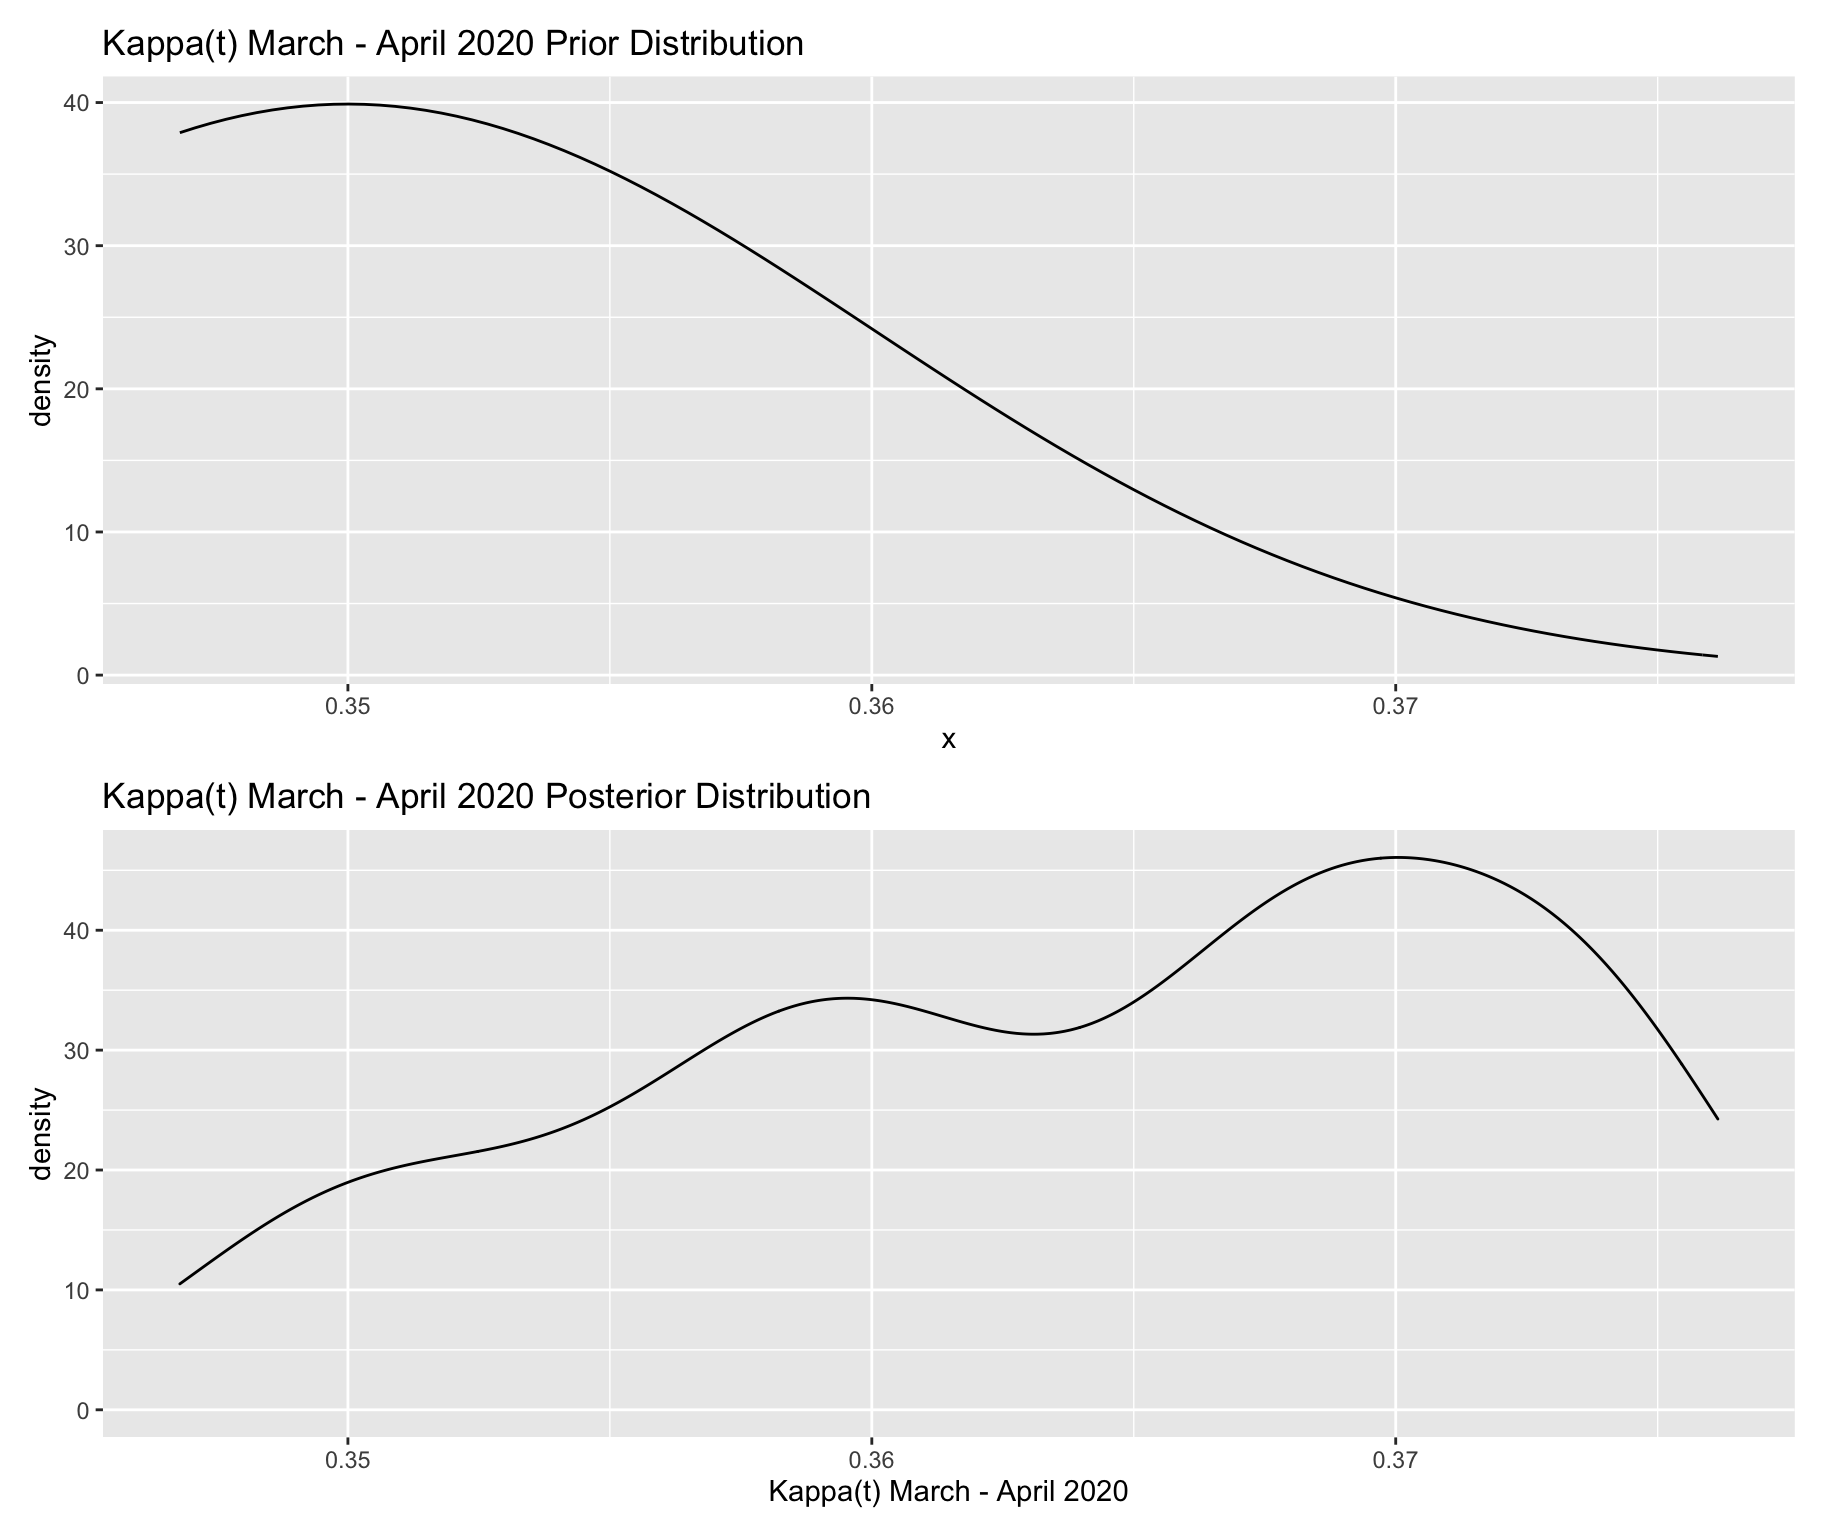 Kappa(t) March - April 2020 Prior Distribution
40
30
20
10
0
density
0.35 0.36 0.37
x
Kappa(t) March - April 2020 Posterior Distribution
40
30
20
10
0
density
0.35 0.36 0.37
Kappa(t) March - April 2020